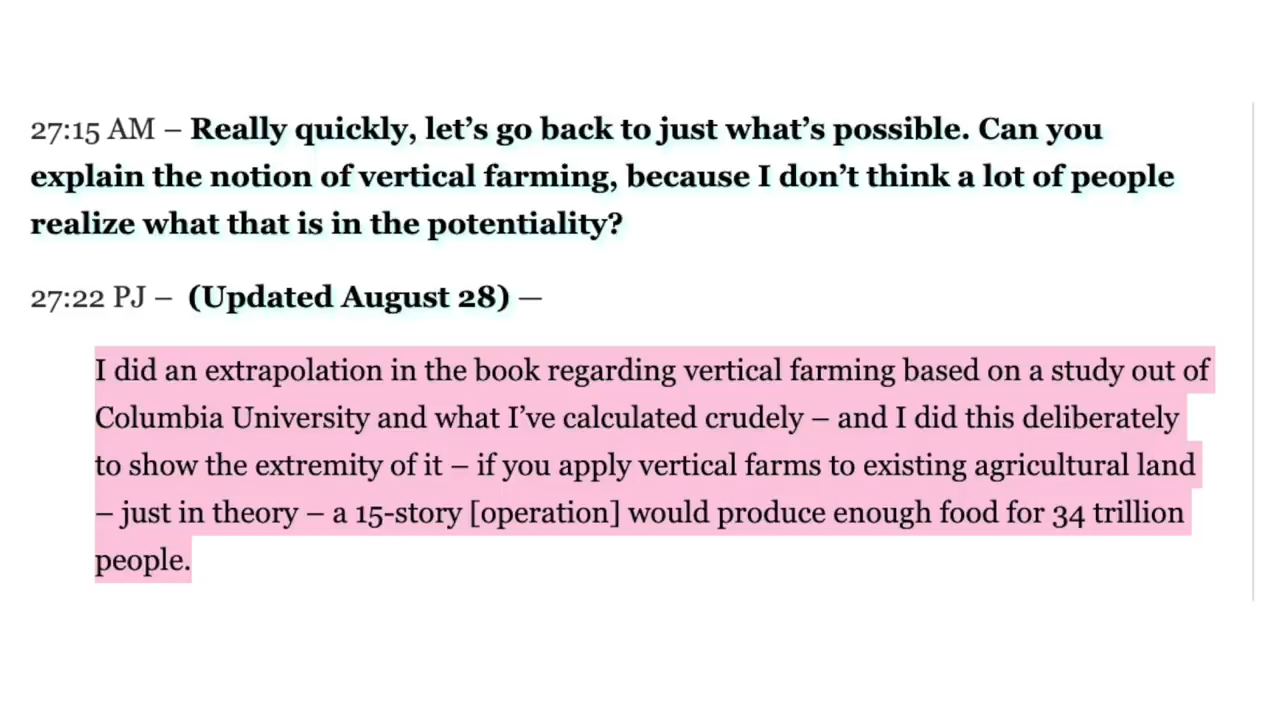 27:15 AM – Really quickly, let’s go back to just what’s possible. Can you
explain the notion of vertical farming, because I don’t think a lot of people
realize what that is in the potentiality?
27:22 PJ – (Updated August 28) —
I did an extrapolation in the book regarding vertical farming based on a study out of
Columbia University and what I’ve calculated crudely – and I did this deliberately
to show the extremity of it – if you apply vertical farms to existing agricultural land
– just in theory – a 15-story [operation] would produce enough food for 34 trillion
people.